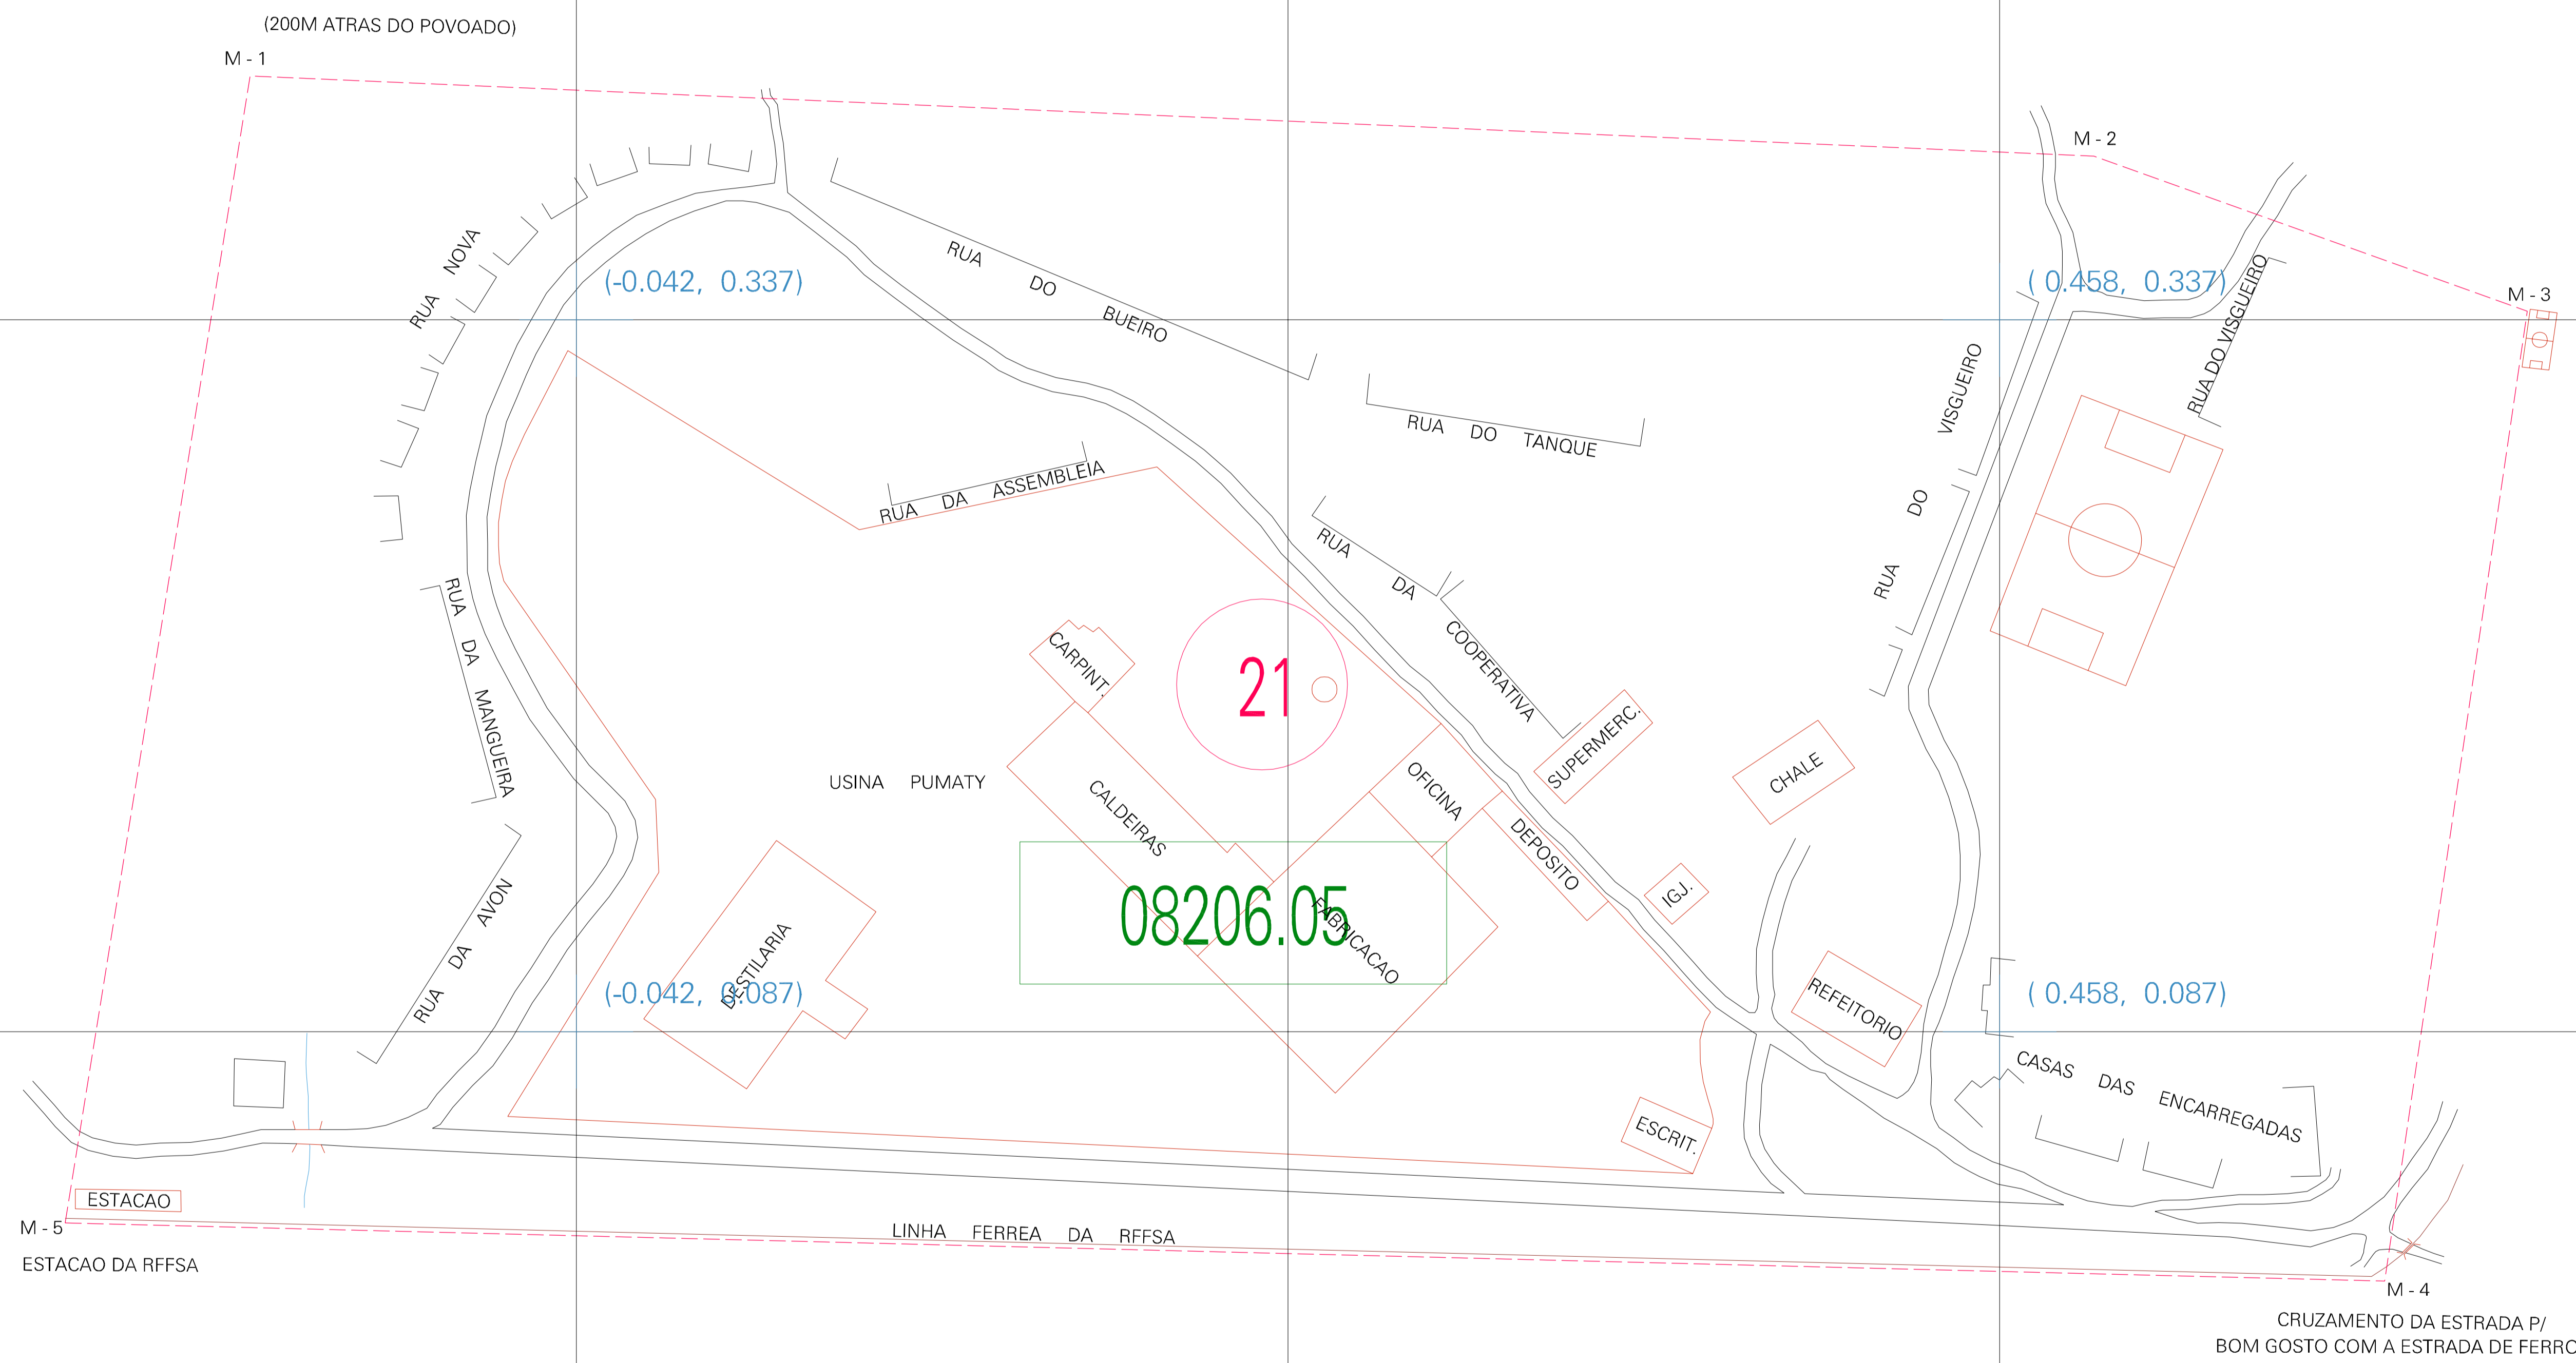 (200M ATRAS DO POVOADO)
M - 1
M - 2
M - 3
RUA NOVA
RUA DO BUEIRO
(-0.042, 0.337)
( 0.458, 0.337)
RUA DO VISGUEIRO
RUA DO VISGUEIRO
RUA DO TANQUE
RUA DA ASSEMBLEIA
RUA DA COOPERATIVA
RUA DA MANGUEIRA
CARPINT.
21
SUPERMERC.
CHALE
USINA PUMATY
CALDEIRAS
OFICINA
DEPOSITO
IGJ.
08206.05
FABRICACAO
RUA DA AVON
DESTILARIA
(-0.042, 0.087)
( 0.458, 0.087)
REFEITORIO
CASAS DAS ENCARREGADAS
ESCRIT.
ESTACAO
M - 5
LINHA FERREA DA RFFSA
ESTACAO DA RFFSA
M - 4
CRUZAMENTO DA ESTRADA P/
BOM GOSTO COM A ESTRADA DE FERRO